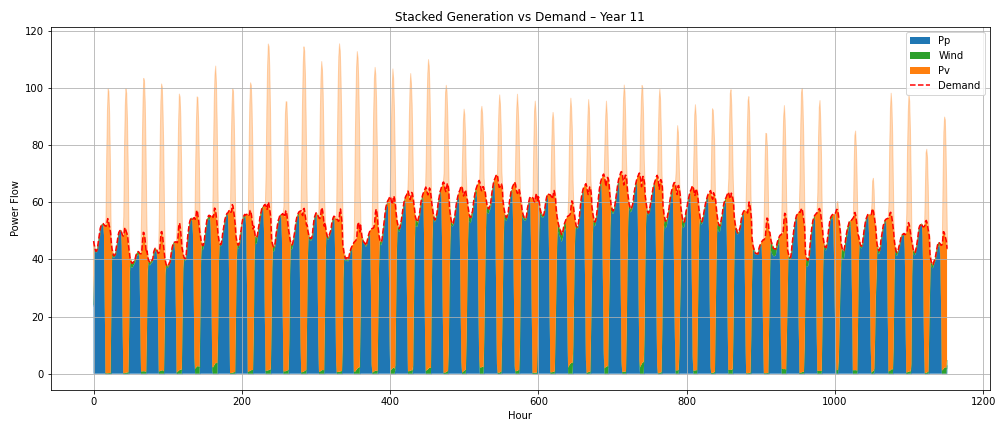 Stacked Generation vs Demand – Year 11
Power Flow
120
100
80
60
40
20
0
0 200 400 600 800 1000 1200
Hour
Pp
Wind
Pv
Demand